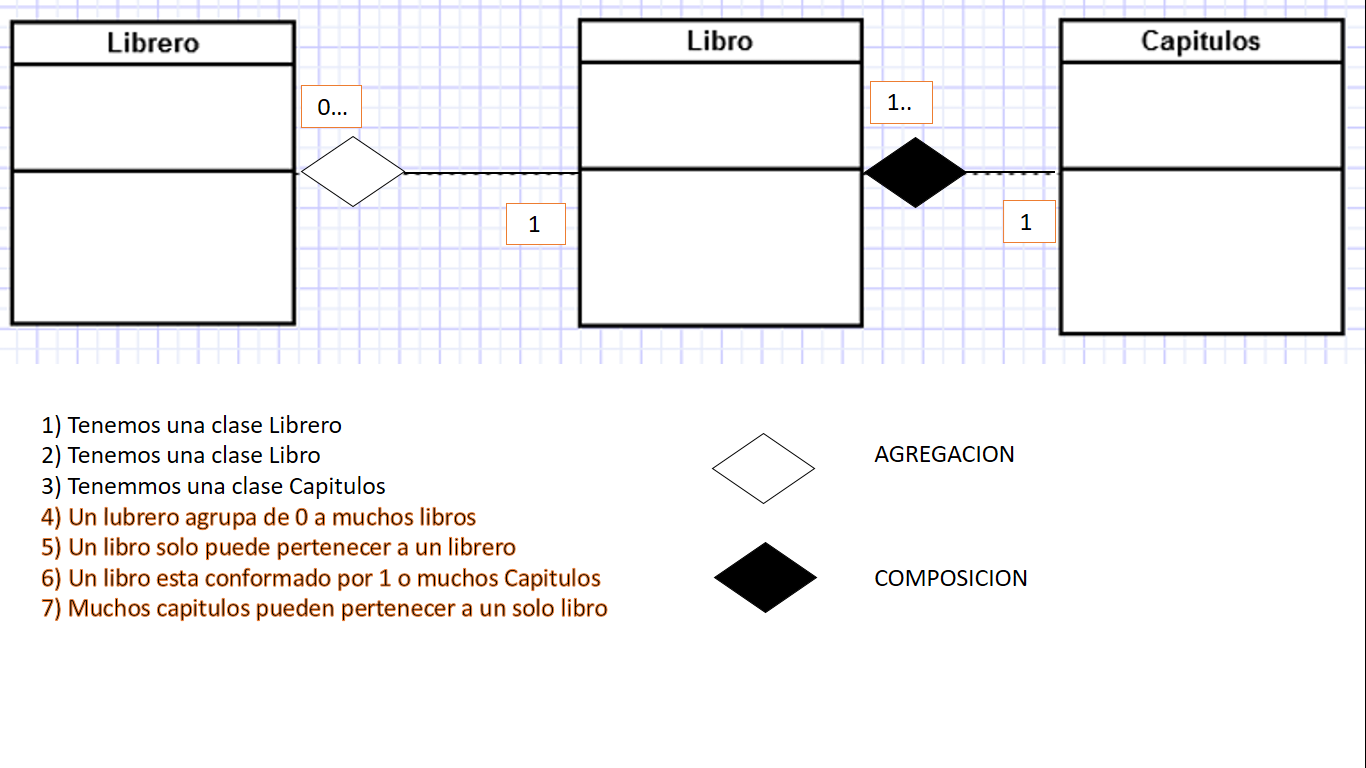 Librero
Libro
Capitulos
0...
1..
1
1
1) Tenemos una clase Librero
2) Tenemos una clase Libro
3) Tenemmos una clase Capitulos
4) Un lubrero agrupa de 0 a muchos libros
5) Un libro solo puede pertenecer a un librero
6) Un libro esta conformado por 1 o muchos Capitulos
7) Muchos capitulos pueden pertenecer a un solo libro
AGREGACION
COMPOSICION